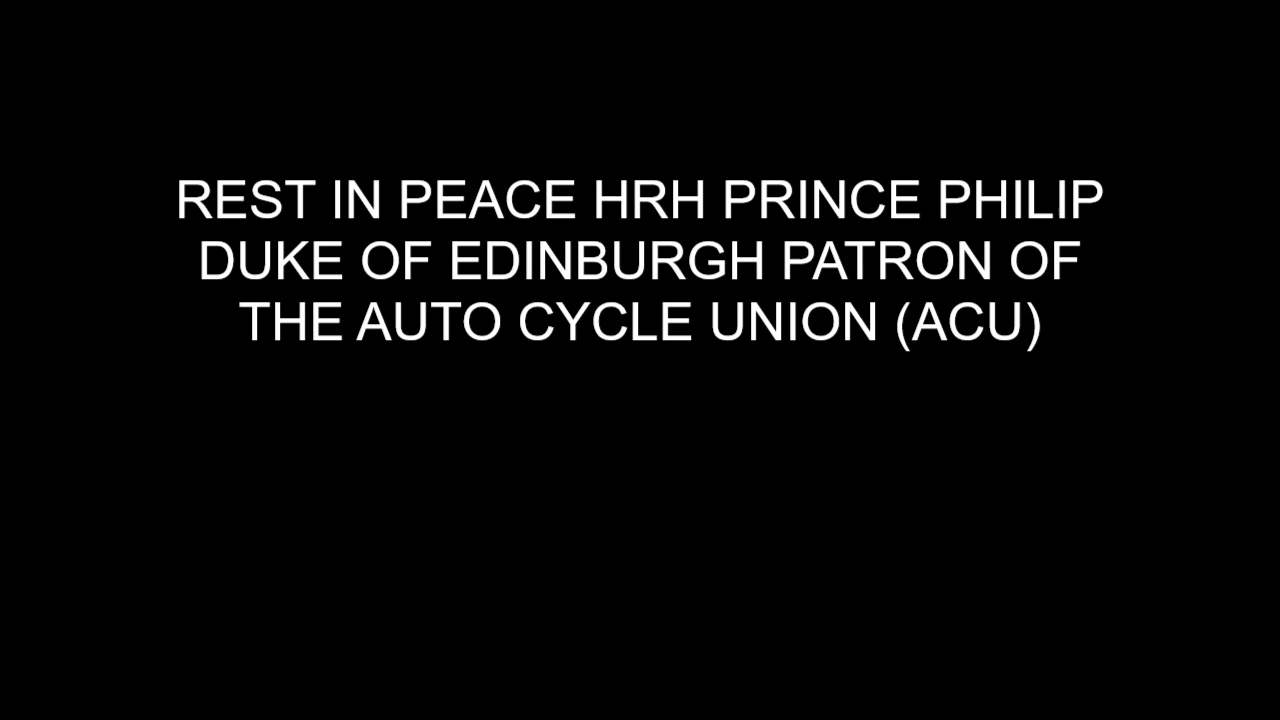 REST IN PEACE HRH PRINCE PHILIP
DUKE OF EDINBURGH PATRON OF
THE AUTO CYCLE UNION (ACU)